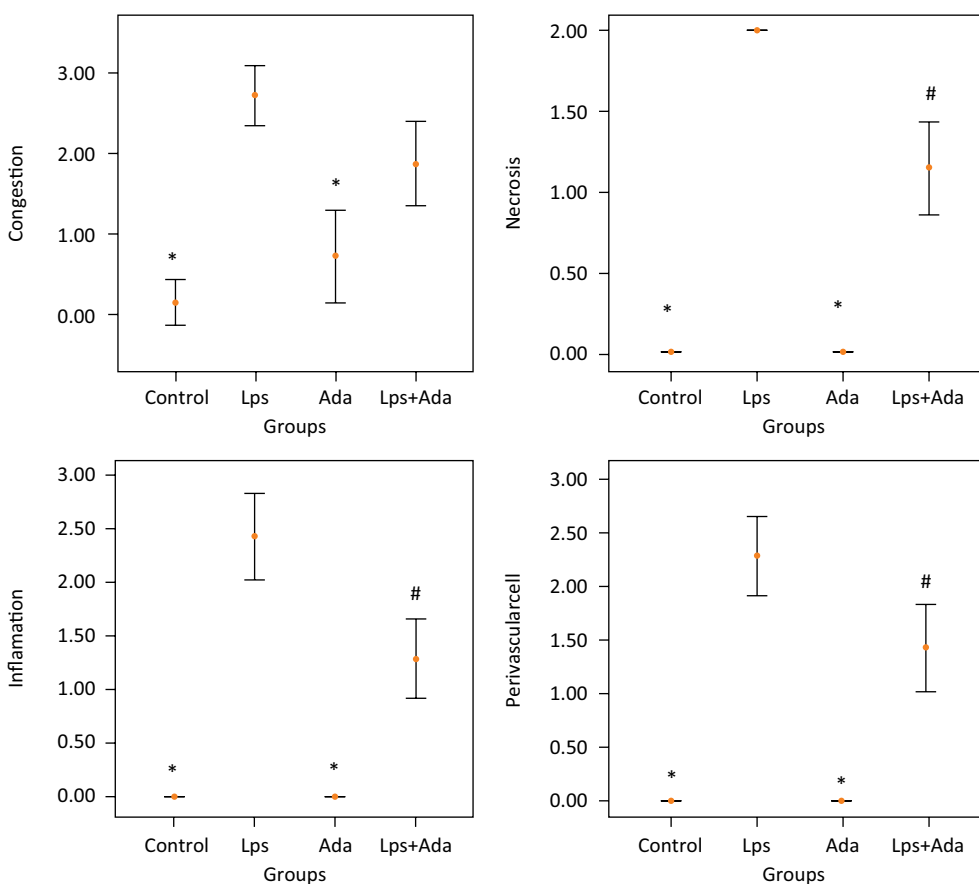 Congestion
3.00
2.00
1.00
0.00
*
*
Control Lps Ada Lps+Ada
Groups
Necrosis
2.00
1.50
1.00
0.50
0.00
*
*
#
Control Lps Ada Lps+Ada
Groups
Inflamation
3.00
2.50
2.00
1.50
1.00
0.50
0.00
*
*
#
Control Lps Ada Lps+Ada
Groups
Perivascularcell
3.00
2.50
2.00
1.50
1.00
0.50
0.00
*
*
#
Control Lps Ada Lps+Ada
Groups